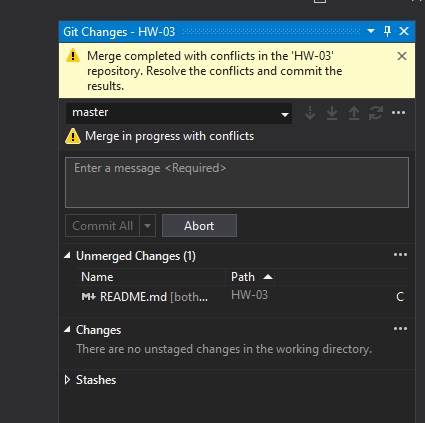 Git Changes - HW-03
Merge completed with conflicts in the 'HW-03'
repository. Resolve the conflicts and commit the
results.
master
Merge in progress with conflicts
Enter a message <Required>
Commit All
Abort
Unmerged Changes (1)
Name Path
README.md [both... HW-03 C
Changes
There are no unstaged changes in the working directory.
Stashes